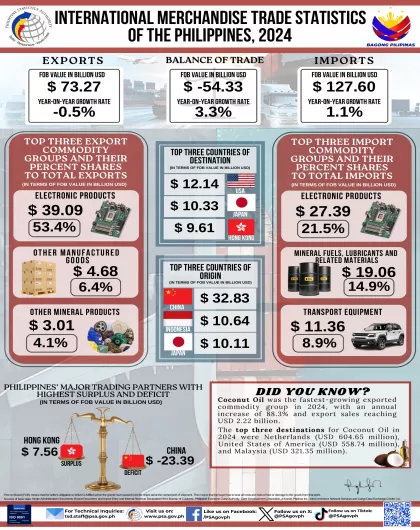 INTERNATIONAL MERCHANDISE TRADE STATISTICS
OF THE PHILIPPINES, 2024
BAGONG PILIPINAS
EXPORTS
FOB VALUE IN BILLION USD
$ 73.27
YEAR-ON-YEAR GROWTH RATE
-0.5%
BALANCE OF TRADE
FOB VALUE IN BILLION USD
$ -54.33
YEAR-ON-YEAR GROWTH RATE
3.3%
IMPORTS
FOB VALUE IN BILLION USD
$ 127.60
YEAR-ON-YEAR GROWTH RATE
1.1%
TOP THREE EXPORT
COMMODITY
GROUPS AND THEIR
PERCENT SHARES
TO TOTAL EXPORTS
(IN TERMS OF FOB VALUE IN BILLION USD)
ELECTRONIC PRODUCTS
$ 39.09
53.4%
OTHER MANUFACTURED
GOODS
$ 4.68
6.4%
OTHER MINERAL PRODUCTS
$ 3.01
4.1%
TOP THREE COUNTRIES OF
DESTINATION
(IN TERMS OF FOB VALUE IN BILLION USD)
$ 12.14
USA
$ 10.33
JAPAN
$ 9.61
HONG KONG
TOP THREE COUNTRIES OF
ORIGIN
(IN TERMS OF FOB VALUE IN BILLION USD)
CHINA
$ 32.83
INDONESIA
$ 10.64
JAPAN
$ 10.11
TOP THREE IMPORT
COMMODITY
GROUPS AND THEIR
PERCENT SHARES
TO TOTAL IMPORTS
(IN TERMS OF FOB VALUE IN BILLION USD)
ELECTRONIC PRODUCTS
$ 27.39
21.5%
MINERAL FUELS, LUBRICANTS AND
RELATED MATERIALS
$ 19.06
14.9%
TRANSPORT EQUIPMENT
$ 11.36
8.9%
PHILIPPINES' MAJOR TRADING PARTNERS WITH
HIGHEST SURPLUS AND DEFICIT
(IN TERMS OF FOB VALUE IN BILLION USD)
HONG KONG
$ 7.56
SURPLUS
DEFICIT
CHINA
$ -23.39
DID YOU KNOW?
Coconut Oil was the fastest-growing exported
commodity group in 2024, with an annual
increase of 88.3% and export sales reaching
USD 2.22 billion.
The top three destinations for Coconut Oil in
2024 were Netherlands (USD 604.65 million),
United States of America (USD 558.74 million)
and Malaysia (USD 321.35 million).
For Technical Inquiries:
tsd.staff@psa.gov.ph
Visit us on:
www.psa.gov.ph
Like us on Facebook:
@PSAgovph
Follow us on X:
@PSAgovph
Follow us on Tiktok:
@PSAgovph